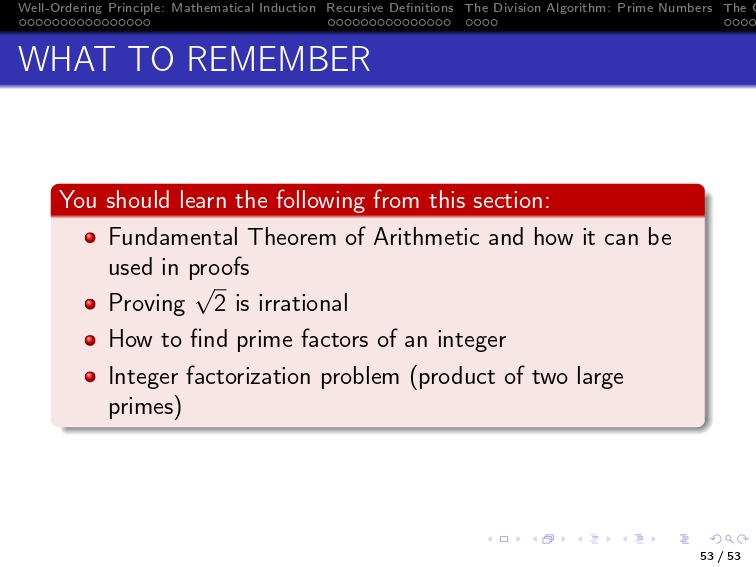 Well-Ordering Principle: Mathematical Induction Recursive Definitions The Division Algorithm: Prime Numbers The
WHAT TO REMEMBER
You should learn the following from this section:
Fundamental Theorem of Arithmetic and how it can be
used in proofs
Proving √2 is irrational
How to find prime factors of an integer
Integer factorization problem (product of two large
primes)
53 / 53